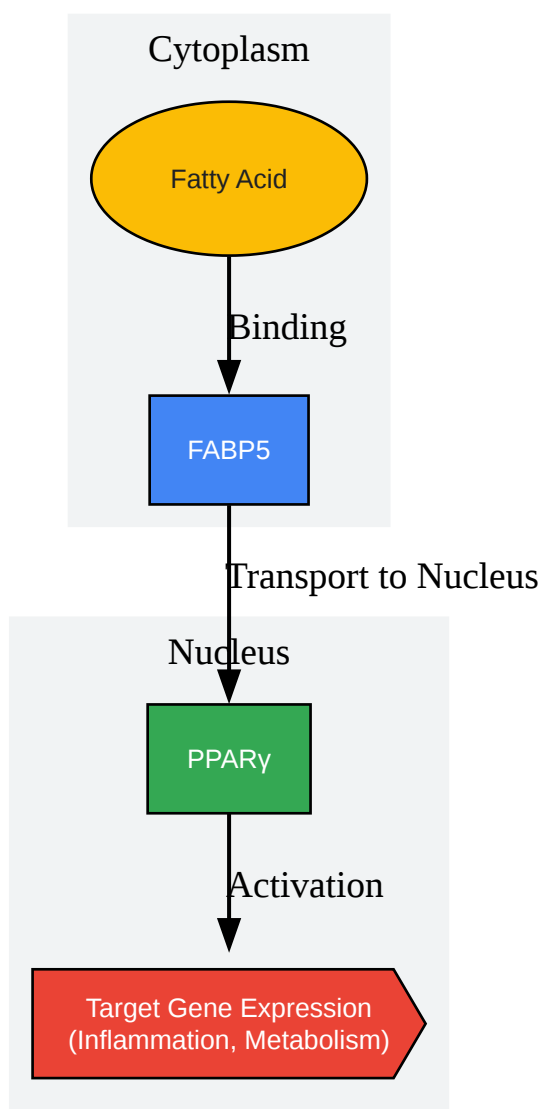 Cytoplasm
Fatty Acid
Binding
FABP5
Transport to Nucleus
Nucleus
PPARγ
Activation
Target Gene Expression
(Inflammation, Metabolism)